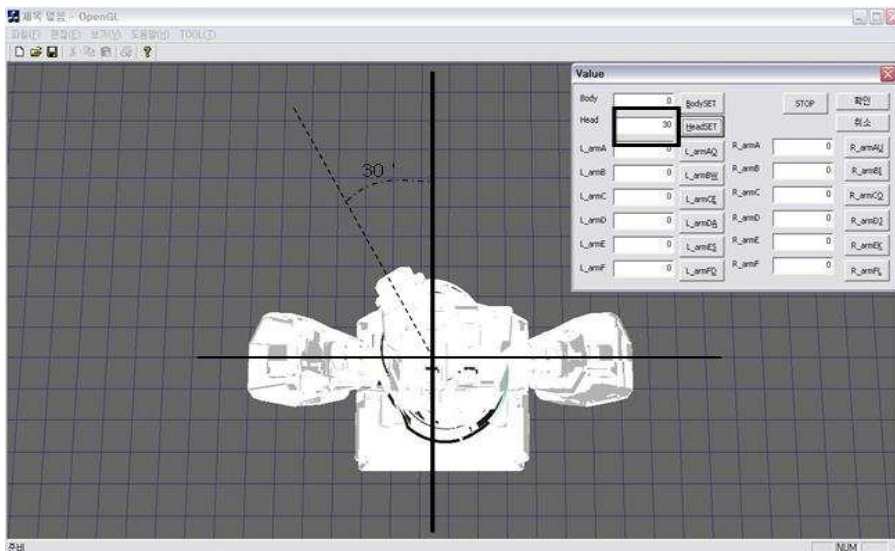 제목 없음 - OpenGL
파일(F) 편집(E) 보기(V) 도움말(H) TOOL(T)
30 '
Value
Body 0 BodySET STOP 확인
Head 30 HeadSET 취소
L_armA 0 L_armAQ R_armA 0 R_armAU
L_armB 0 L_armBW R_armB 0 R_armBI
L_armC 0 L_armCE R_armC 0 R_armCO
L_armD 0 L_armDA R_armD 0 R_armDJ
L_armE 0 L_armES R_armE 0 R_armEK
L_armF 0 L_armFD R_armF 0 R_armFL
준비 NUM